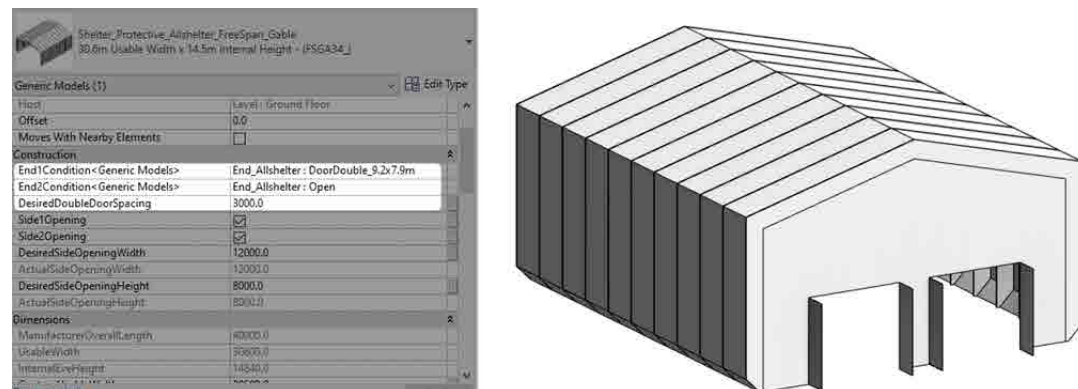 Shelter_Protective_Allshelter_FreeSpan_Gable
30.6m Usable Width x 14.5m Internal Height - (FSGA34_)
Generic Models (1)
Edit Type
Host Level : Ground Floor
Offset 0.0
Moves With Nearby Elements
Construction
End1Condition<Generic Models> End_Allshelter : DoorDouble_9.2x7.9m
End2Condition<Generic Models> End_Allshelter : Open
DesiredDoubleDoorSpacing 3000.0
Side1Opening
Side2Opening
DesiredSideOpeningWidth 12000.0
ActualSideOpeningWidth 12000.0
DesiredSideOpeningHeight 8000.0
ActualSideOpeningHeight 8000.0
Dimensions
ManufacturerOverallLength 40000.0
UsableWidth 30600.0
InternalEveHeight 14640.0